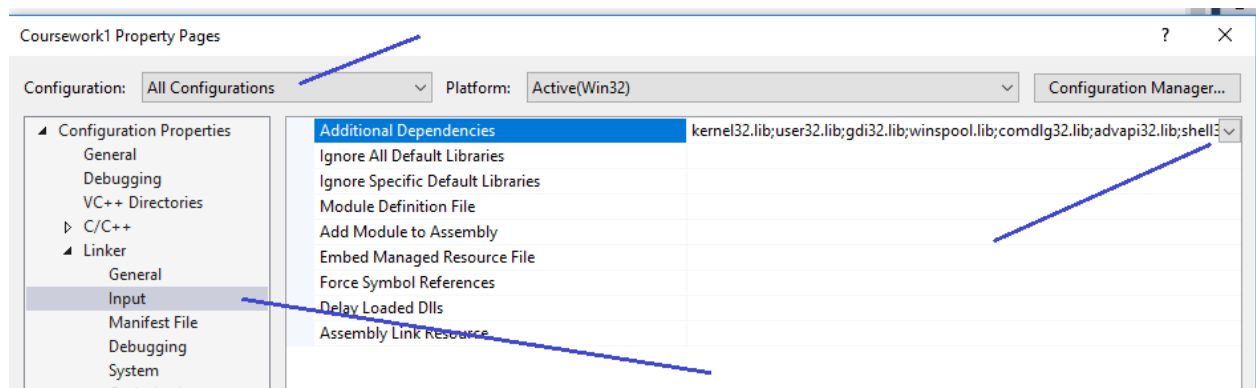 Coursework1 Property Pages ? ×
Configuration: All Configurations Platform: Active(Win32) Configuration Manager...
Configuration Properties
General
Debugging
VC++ Directories
C/C++
Linker
General
Input
Manifest File
Debugging
System
Additional Dependencies kernel32.lib;user32.lib;gdi32.lib;winspool.lib;comdlg32.lib;advapi32.lib;shell3
Ignore All Default Libraries
Ignore Specific Default Libraries
Module Definition File
Add Module to Assembly
Embed Managed Resource File
Force Symbol References
Delay Loaded Dlls
Assembly Link Resource